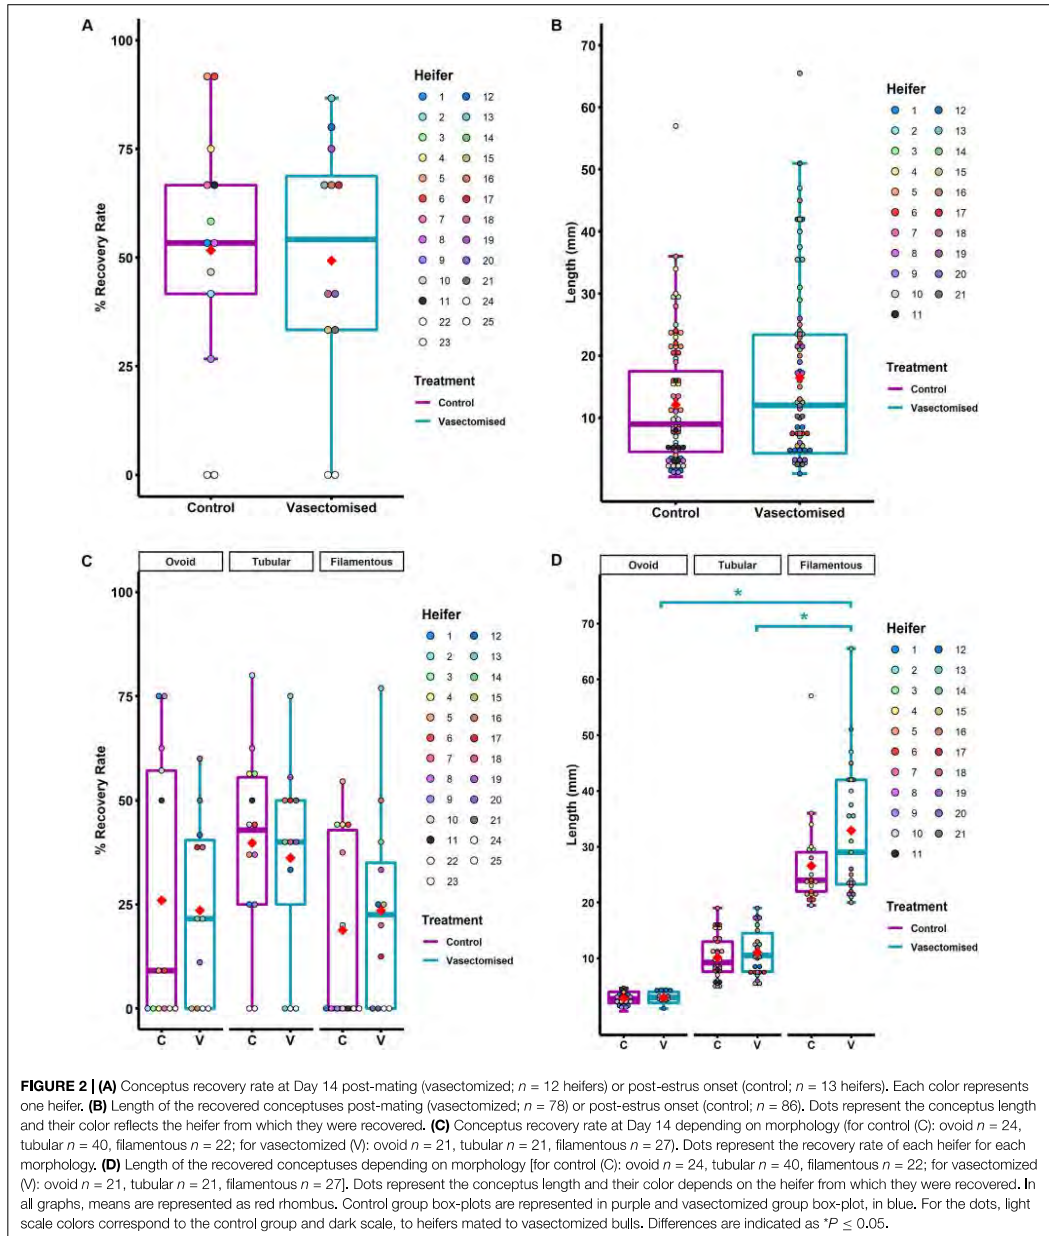 A
100
75
50
25
0
% Recovery Rate
Control
Vasectomised
Heifer
1 12
2 13
3 14
4 15
5 16
6 17
7 18
8 19
9 20
10 21
11 24
22 25
23
Treatment
Control
Vasectomised
B
70
60
50
40
30
20
10
Length (mm)
Control
Vasectomised
Heifer
1 12
2 13
3 14
4 15
5 16
6 17
7 18
8 19
9 20
10 21
11
Treatment
Control
Vasectomised
C
Ovoid
Tubular
Filamentous
100
75
50
25
0
% Recovery Rate
C V C V C V
Heifer
1 12
2 13
3 14
4 15
5 16
6 17
7 18
8 19
9 20
10 21
11 24
22 25
23
Treatment
Control
Vasectomised
D
Ovoid
Tubular
Filamentous
70
60
50
40
30
20
10
Length (mm)
*
*
C V C V C V
Heifer
1 12
2 13
3 14
4 15
5 16
6 17
7 18
8 19
9 20
10 21
11
Treatment
Control
Vasectomised
FIGURE 2 | (A) Conceptus recovery rate at Day 14 post-mating (vasectomized; n = 12 heifers) or post-estrus onset (control; n = 13 heifers). Each color represents
one heifer. (B) Length of the recovered conceptuses post-mating (vasectomized; n = 78) or post-estrus onset (control; n = 86). Dots represent the conceptus length
and their color reflects the heifer from which they were recovered. (C) Conceptus recovery rate at Day 14 depending on morphology (for control (C): ovoid n = 24,
tubular n = 40, filamentous n = 22; for vasectomized (V): ovoid n = 21, tubular n = 21, filamentous n = 27). Dots represent the recovery rate of each heifer for each
morphology. (D) Length of the recovered conceptuses depending on morphology [for control (C): ovoid n = 24, tubular n = 40, filamentous n = 22; for vasectomized
(V): ovoid n = 21, tubular n = 21, filamentous n = 27]. Dots represent the conceptus length and their color depends on the heifer from which they were recovered. In
all graphs, means are represented as red rhombus. Control group box-plots are represented in purple and vasectomized group box-plot, in blue. For the dots, light
scale colors correspond to the control group and dark scale, to heifers mated to vasectomized bulls. Differences are indicated as *P ≤ 0.05.